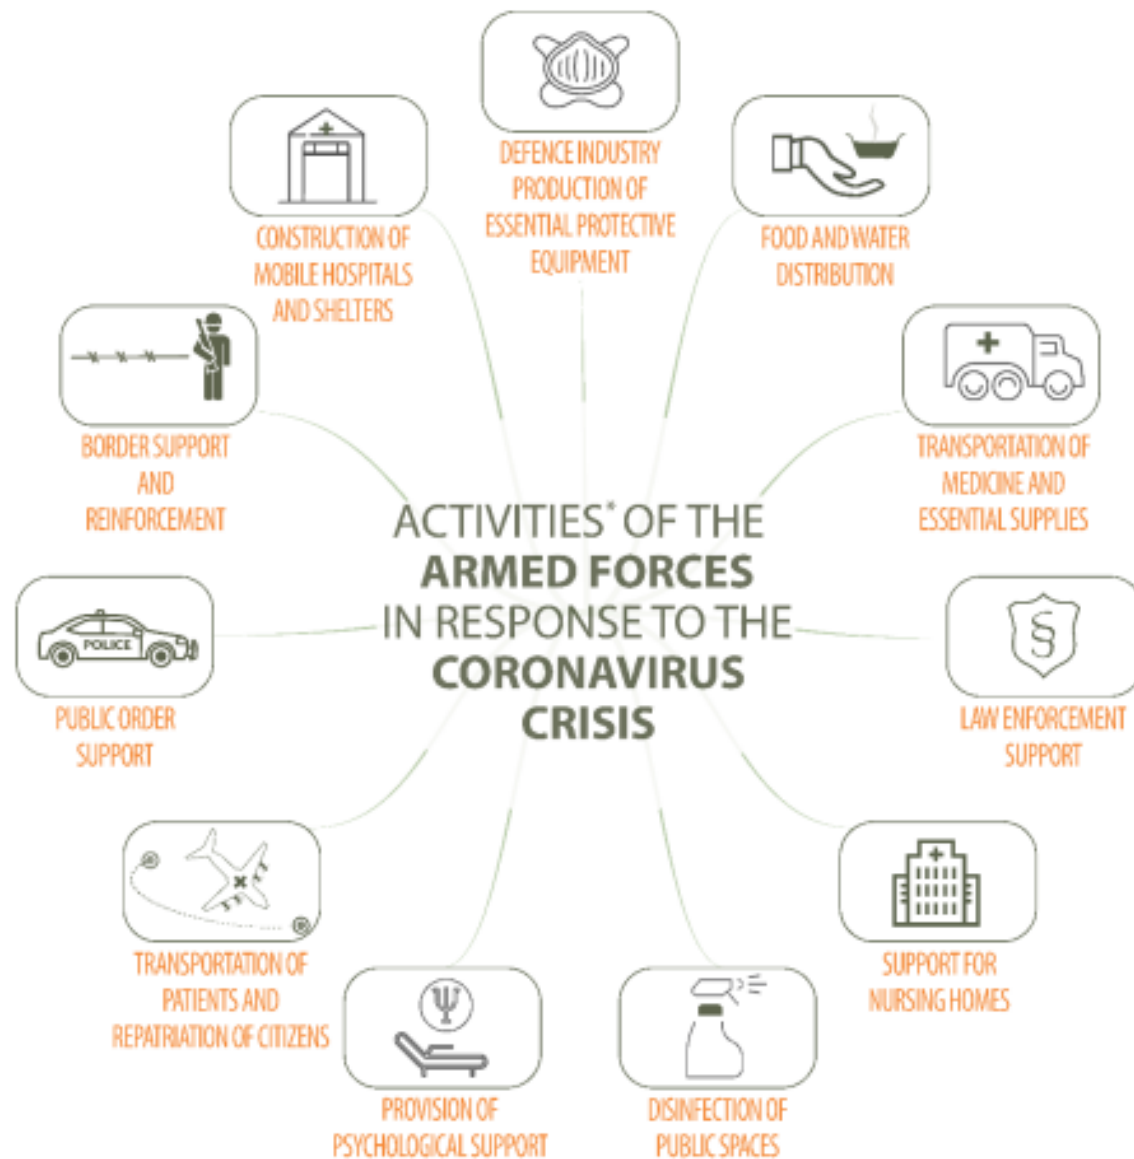 DEFENCE INDUSTRY
PRODUCTION OF
ESSENTIAL PROTECTIVE
EQUIPMENT
FOOD AND WATER
DISTRIBUTION
TRANSPORTATION OF
MEDICINE AND
ESSENTIAL SUPPLIES
§
LAW ENFORCEMENT
SUPPORT
SUPPORT FOR
NURSING HOMES
DISINFECTION OF
PUBLIC SPACES
Ψ
PROVISION OF
PSYCHOLOGICAL SUPPORT
TRANSPORTATION OF
PATIENTS AND
REPATRIATION OF CITIZENS
POLICE
PUBLIC ORDER
SUPPORT
BORDER SUPPORT
AND
REINFORCEMENT
CONSTRUCTION OF
MOBILE HOSPITALS
AND SHELTERS
ACTIVITIES* OF THE
ARMED FORCES
IN RESPONSE TO THE
CORONAVIRUS
CRISIS